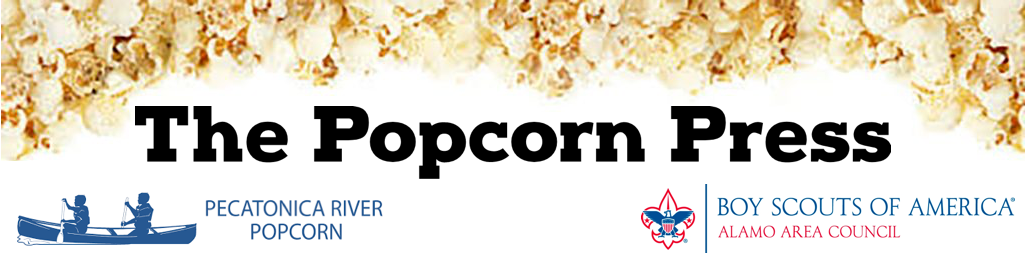 The Popcorn Press
PECATONICA RIVER
POPCORN
BOY SCOUTS OF AMERICA®
ALAMO AREA COUNCIL